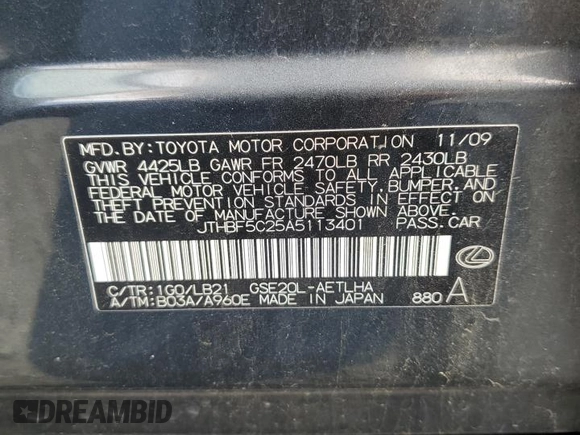 MFD. BY: TOYOTA MOTOR CORPORATION 11/09
GVWR 4425LB GAWR FR 2470LB RR 2430LB
THIS VEHICLE CONFORMS TO ALL APPLICABLE
FEDERAL MOTOR VEHICLE SAFETY, BUMPER, AND
THEFT PREVENTION STANDARDS IN EFFECT ON
THE DATE OF MANUFACTURE SHOWN ABOVE.
JTHBF5C25A5113401 PASS. CAR
C/TR: 1G0/LB21 GSE20L-AETLHA
A/TM: B03A/A960E MADE IN JAPAN 880 A
DREAMBID